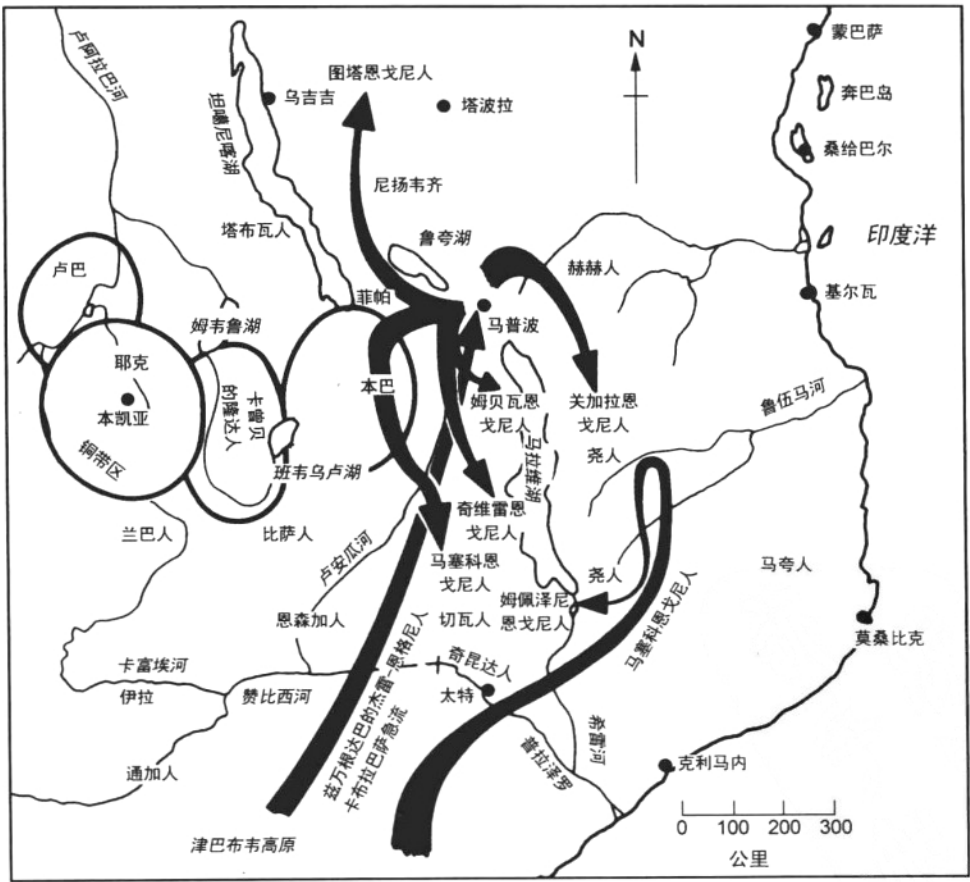 蒙巴萨
N
卢阿拉巴河
图塔恩戈尼人
乌吉吉
塔波拉
奔巴岛
坦噶尼喀湖
桑给巴尔
尼扬韦齐
塔布瓦人
鲁夸湖
印度洋
卢巴
赫赫人
菲帕
基尔瓦
姆韦鲁湖
马普波
耶克
本巴
卡曾贝
的隆达人
姆贝瓦恩
戈尼人
关加拉恩
戈尼人
鲁伍马河
本凯亚
铜带区
班韦乌卢湖
马拉维湖
尧人
奇维雷恩
戈尼人
兰巴人
比萨人
卢安瓜河
马塞科恩
戈尼人
尧人
马夸人
姆佩泽尼
恩戈尼人
恩森加人
切瓦人
马塞科恩戈尼人
莫桑比克
卡富埃河
奇昆达人
伊拉
赞比西河
太特
兹万根达巴的杰雷-恩格尼人
卡布拉巴萨急流
希雷河
普拉泽罗
通加人
克利马内
津巴布韦高原
0 100 200 300
公里